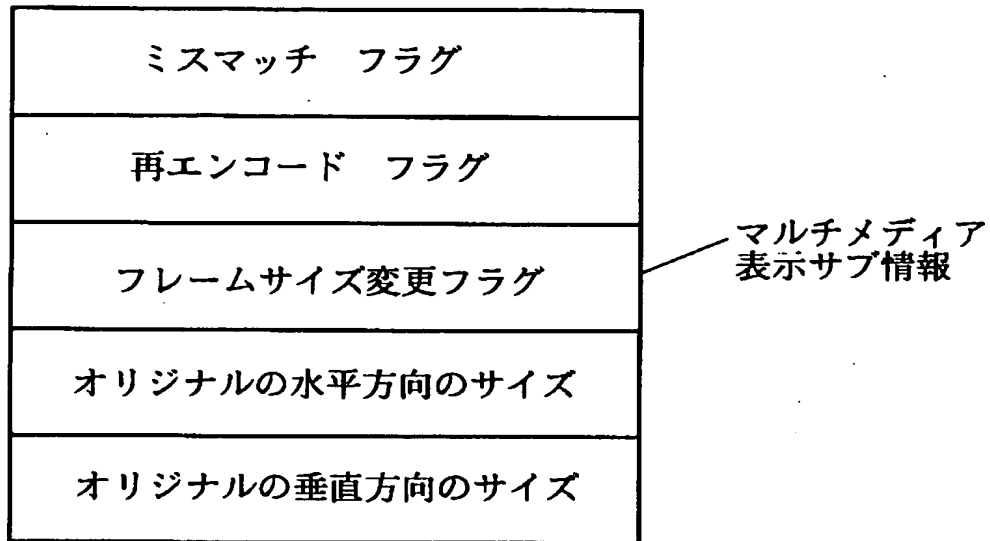 ミスマッチ　フラグ
再エンコード　フラグ
フレームサイズ変更フラグ
マルチメディア
表示サブ情報
オリジナルの水平方向のサイズ
オリジナルの垂直方向のサイズ